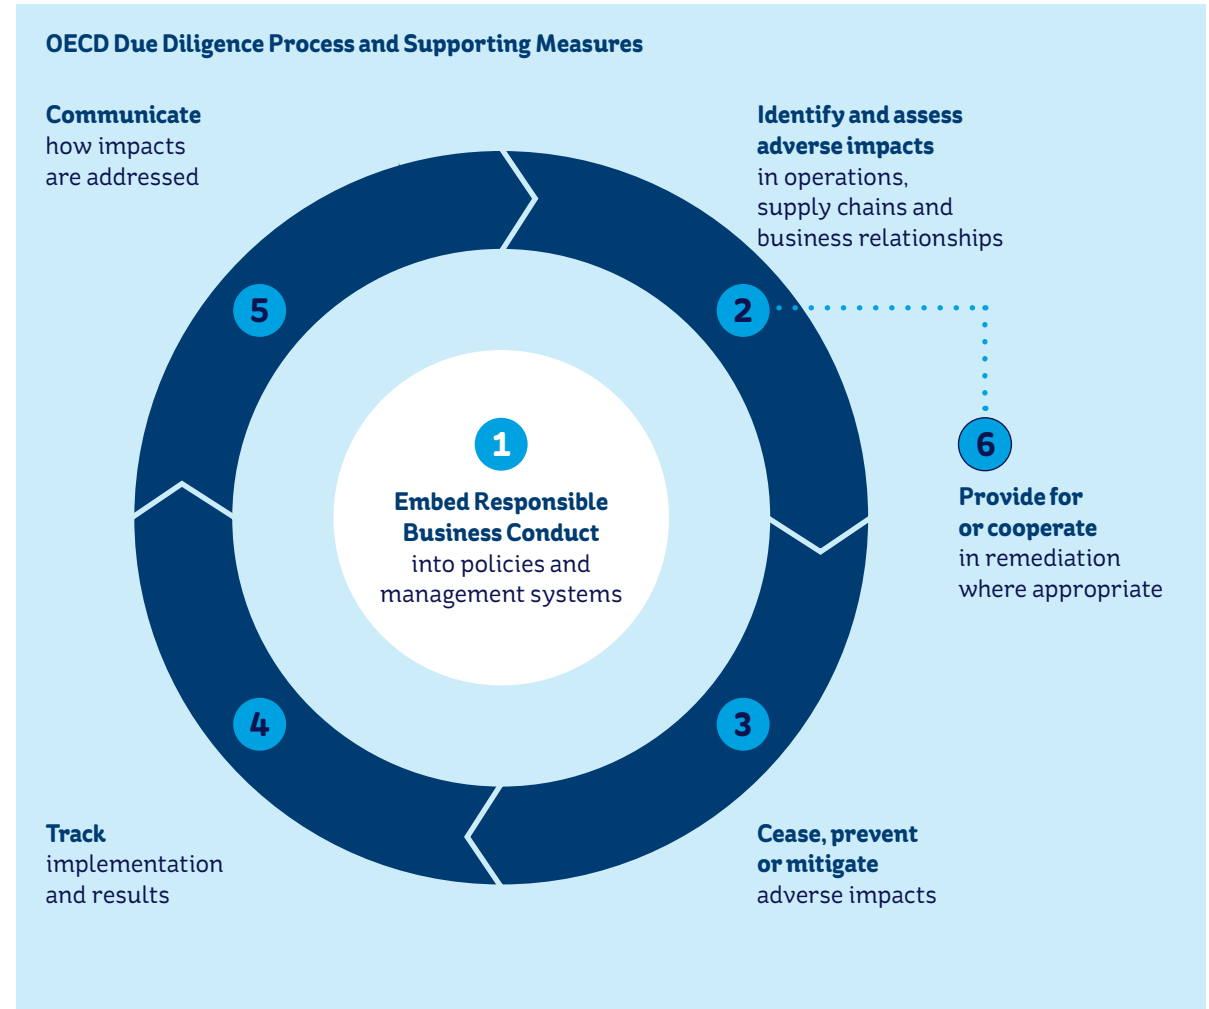 OECD Due Diligence Process and Supporting Measures
Communicate
how impacts
are addressed
Identify and assess
adverse impacts
in operations,
supply chains and
business relationships
5
2
1
Embed Responsible
Business Conduct
into policies and
management systems
6
Provide for
or cooperate
in remediation
where appropriate
4
3
Track
implementation
and results
Cease, prevent
or mitigate
adverse impacts